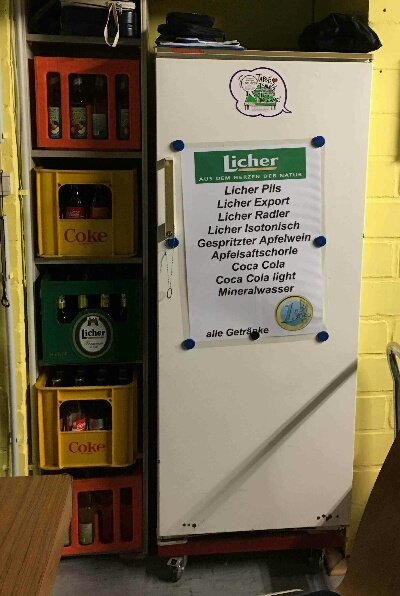 Licher
AUS DEM HERZEN DER NATUR
Licher Pils
Licher Export
Licher Radler
Licher Isotonisch
Gespritzter Apfelwein
Apfelsaftschorle
Coca Cola
Coca Cola light
Mineralwasser
alle Getränke
1
Coke
Licher
Coke